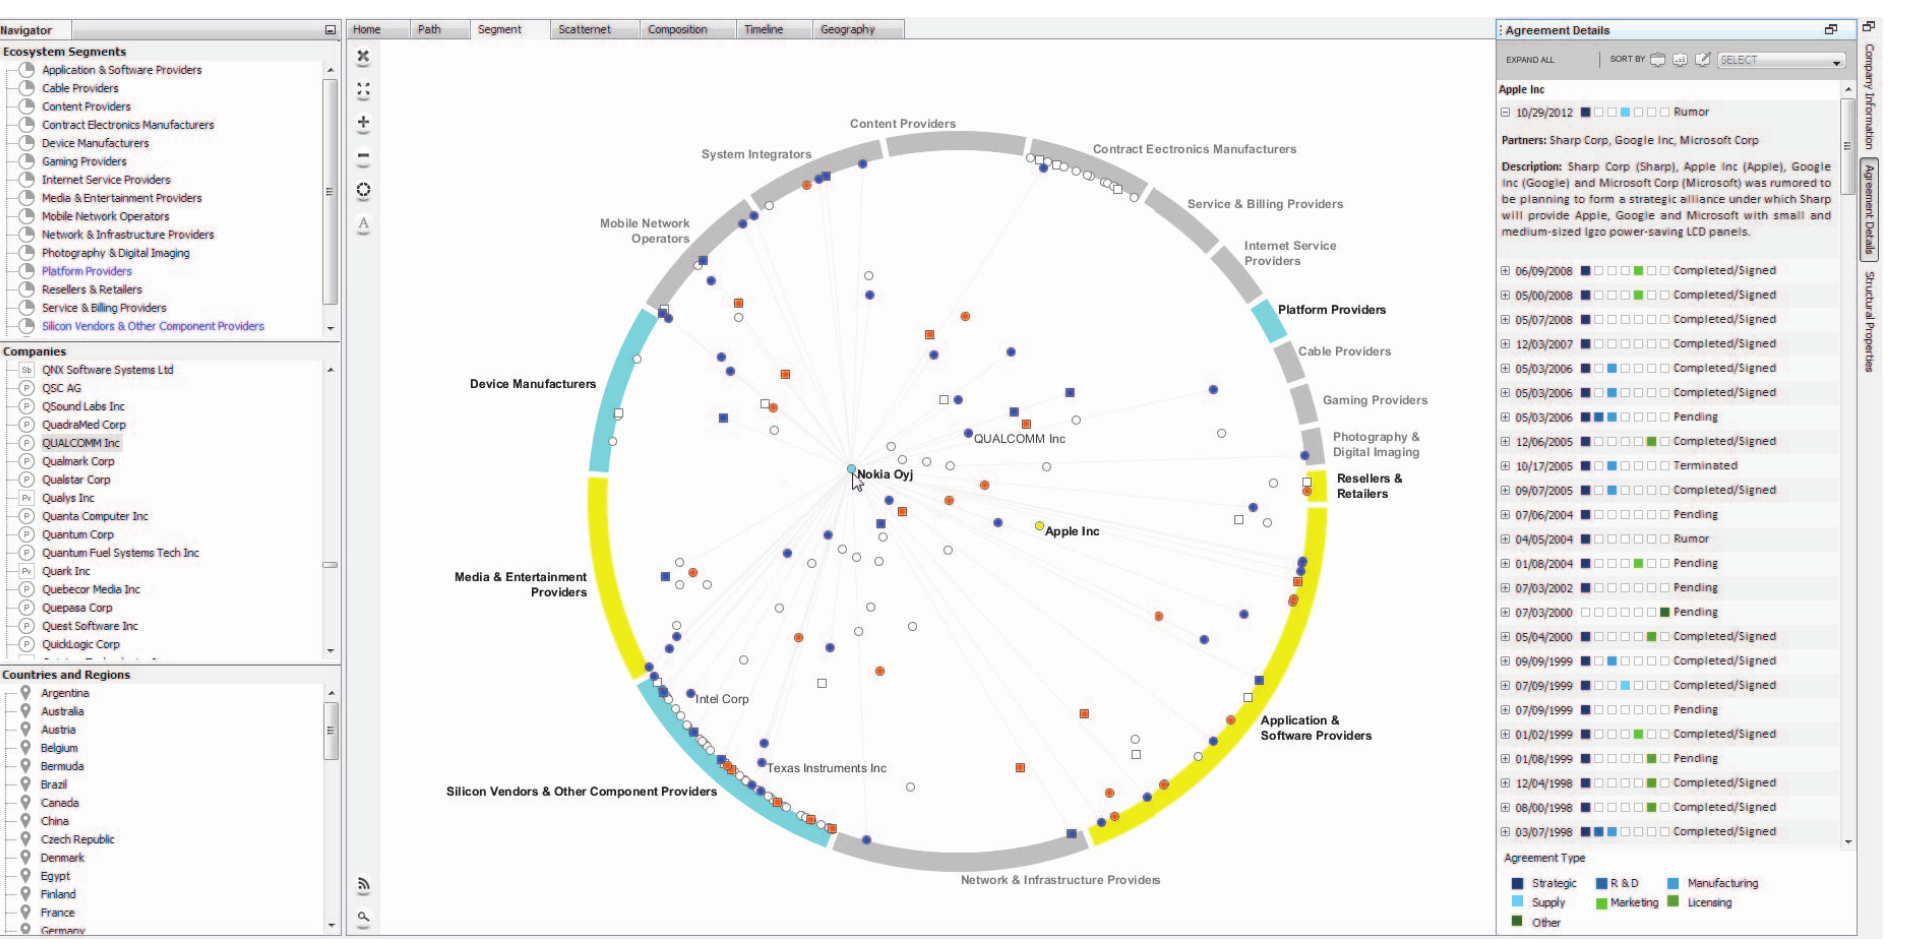 Navigator
Ecosystem Segments
Application & Software Providers
Cable Providers
Content Providers
Contract Electronics Manufacturers
Device Manufacturers
Gaming Providers
Internet Service Providers
Media & Entertainment Providers
Mobile Network Operators
Network & Infrastructure Providers
Photography & Digital Imaging
Platform Providers
Resellers & Retailers
Service & Billing Providers
Silicon Vendors & Other Component Providers
Companies
Sb QNX Software Systems Ltd
P QSC AG
P QSound Labs Inc
P QuadraMed Corp
P QUALCOMM Inc
P Qualmark Corp
P Qualstar Corp
Pv Qualys Inc
P Quanta Computer Inc
P Quantum Corp
P Quantum Fuel Systems Tech Inc
Pv Quark Inc
P Quebecor Media Inc
P Quepasa Corp
P Quest Software Inc
P QuickLogic Corp
Countries and Regions
Argentina
Australia
Austria
Belgium
Bermuda
Brazil
Canada
China
Czech Republic
Denmark
Egypt
Finland
France
Germany
Home Path Segment Scatternet Composition Timeline Geography
A
Content Providers
System Integrators
Contract Eectronics Manufacturers
Mobile Network
Operators
Service & Billing Providers
Internet Service
Providers
Platform Providers
Cable Providers
Device Manufacturers
Gaming Providers
Photography &
Digital Imaging
QUALCOMM Inc
Nokia Oyj
Resellers &
Retailers
Apple Inc
Media & Entertainment
Providers
Intel Corp
Application &
Software Providers
Texas Instruments Inc
Silicon Vendors & Other Component Providers
Network & Infrastructure Providers
Agreement Details
EXPAND ALL SORT BY SELECT
Apple Inc
10/29/2012 Rumor
Partners: Sharp Corp, Google Inc, Microsoft Corp
Description: Sharp Corp (Sharp), Apple Inc (Apple), Google
Inc (Google) and Microsoft Corp (Microsoft) was rumored to
be planning to form a strategic alliance under which Sharp
will provide Apple, Google and Microsoft with small and
medium-sized Igzo power-saving LCD panels.
06/09/2008 Completed/Signed
05/00/2008 Completed/Signed
05/07/2008 Completed/Signed
12/03/2007 Completed/Signed
05/03/2006 Completed/Signed
05/03/2006 Completed/Signed
05/03/2006 Pending
12/06/2005 Completed/Signed
10/17/2005 Terminated
09/07/2005 Completed/Signed
07/06/2004 Pending
04/05/2004 Rumor
01/08/2004 Pending
07/03/2002 Pending
07/03/2000 Pending
05/04/2000 Completed/Signed
09/09/1999 Completed/Signed
07/09/1999 Completed/Signed
07/09/1999 Pending
01/02/1999 Completed/Signed
01/08/1999 Pending
12/04/1998 Completed/Signed
08/00/1998 Completed/Signed
03/07/1998 Completed/Signed
Agreement Type
Strategic R & D Manufacturing
Supply Marketing Licensing
Other
Company Information
Agreement Details
Structural Properties